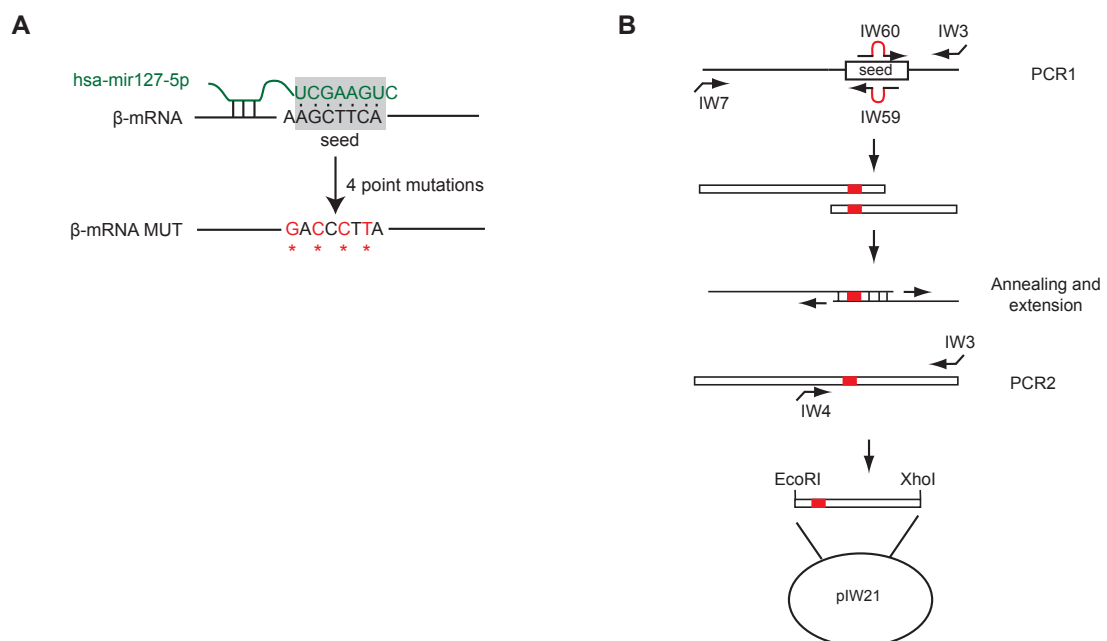 A
hsa-mir127-5p
UCGAAGUC
β-mRNA
AAGCTTCA
seed
4 point mutations
β-mRNA MUT
GACCCTTA
* * * *
B
IW60
IW3
seed
PCR1
IW7
IW59
Annealing and
extension
IW3
PCR2
IW4
EcoRI
XhoI
pIW21